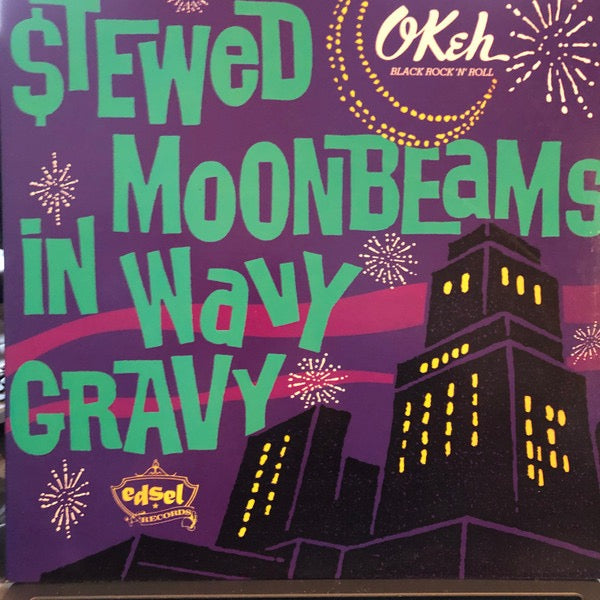 $TEWeD
OKeh
BLACK ROCK 'N' ROLL
MOONBEaMS
iN WavY
GRAVY
edsel
RECORDS